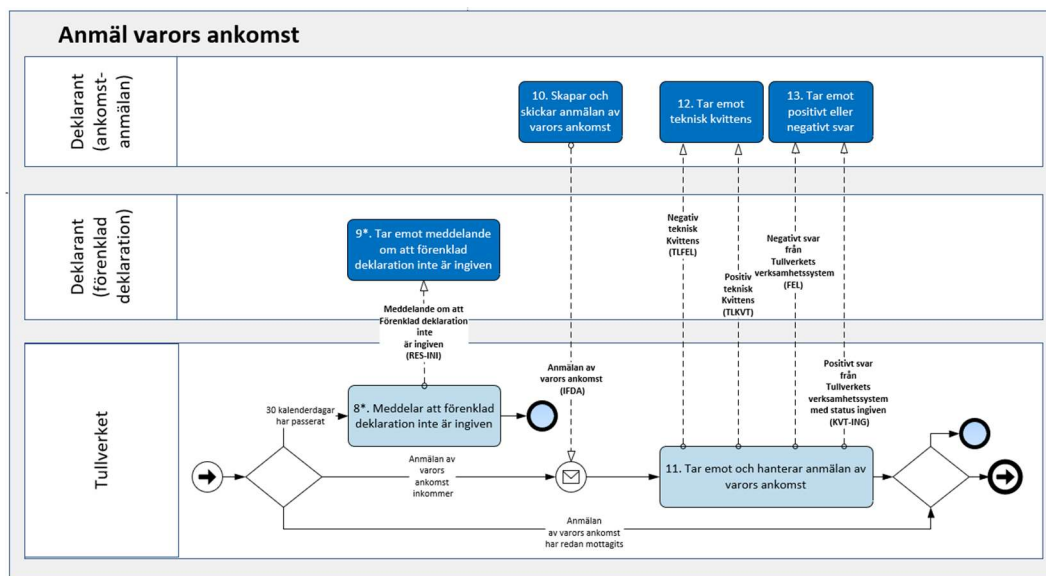 Anmäl varors ankomst
Deklarant
(ankomst-
anmälan)
10. Skapar och
skickar anmälan av
varors ankomst
12. Tar emot
teknisk kvittens
13. Tar emot
positivt eller
negativt svar
Deklarant
(förenklad
deklaration)
9*. Tar emot meddelande
om att förenklad
deklaration inte är ingiven
Negativ
teknisk
Kvittens
(TLFEL)
Positiv
teknisk
Kvittens
(TLKVT)
Negativt svar
från
Tullverkets
verksamhetssystem
(FEL)
Meddelande om att
Förenklad deklaration
inte
är ingiven
(RES-INI)
Anmälan av
varors ankomst
(IFDA)
Positivt svar
från
Tullverkets
verksamhetssystem
med status ingiven
(KVT-ING)
Tullverket
30 kalenderdagar
har passerat
8*. Meddelar att förenklad
deklaration inte är ingiven
Anmälan av
varors
ankomst
inkommer
11. Tar emot och hanterar anmälan av
varors ankomst
Anmälan
av varors ankomst
har redan mottagits